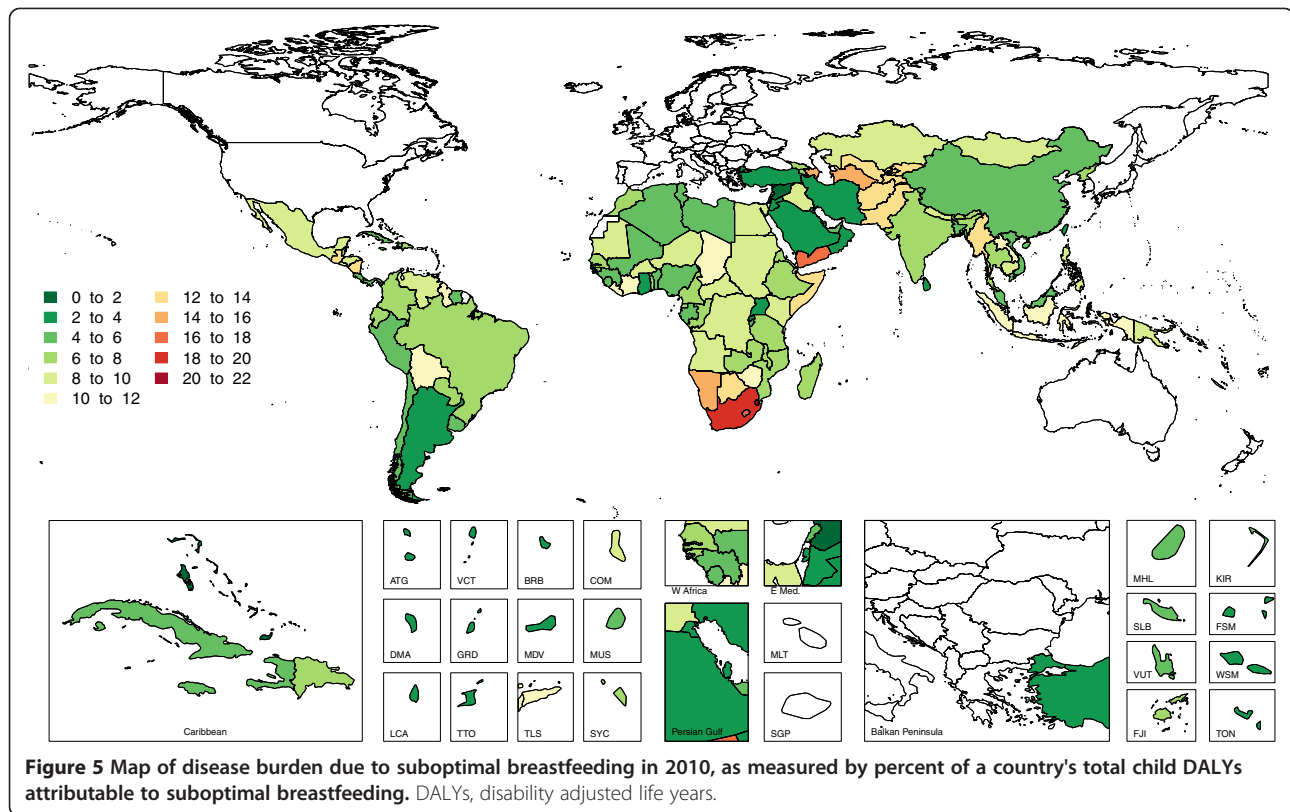 0 to 2
2 to 4
4 to 6
6 to 8
8 to 10
10 to 12
12 to 14
14 to 16
16 to 18
18 to 20
20 to 22
Caribbean
ATG
VCT
BRB
COM
DMA
GRD
MDV
MUS
LCA
TTO
TLS
SYC
W Africa
E Med.
Persian Gulf
MLT
SGP
Balkan Peninsula
MHL
KIR
SLB
FSM
VUT
WSM
FJI
TON
Figure 5 Map of disease burden due to suboptimal breastfeeding in 2010, as measured by percent of a country's total child DALYs
attributable to suboptimal breastfeeding. DALYs, disability adjusted life years.